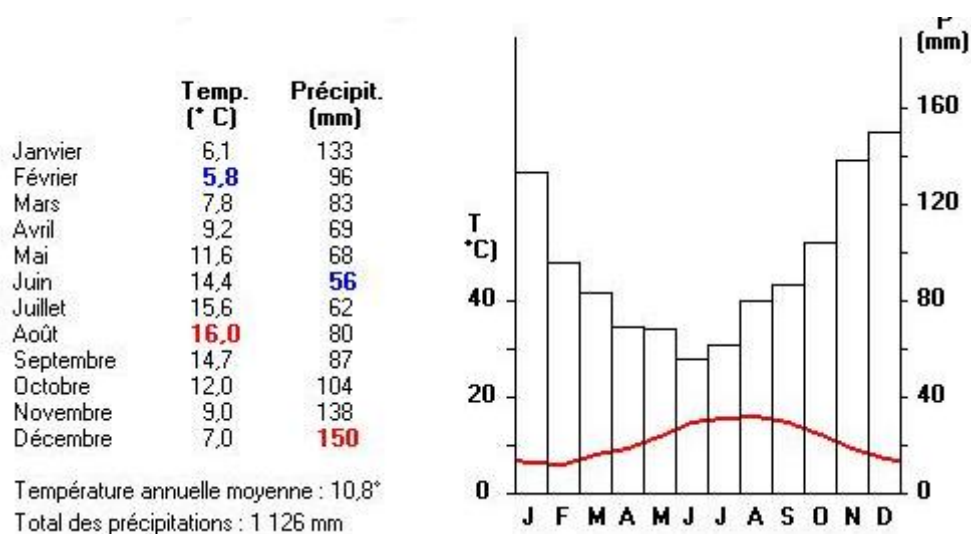 Temp. Précipit.
(° C) (mm)
Janvier 6,1 133
Février 5,8 96
Mars 7,8 83
Avril 9,2 69
Mai 11,6 68
Juin 14,4 56
Juillet 15,6 62
Août 16,0 80
Septembre 14,7 87
Octobre 12,0 104
Novembre 9,0 138
Décembre 7,0 150
Température annuelle moyenne : 10,8°
Total des précipitations : 1 126 mm
P
(mm)
160
120
T
°C)
40 80
20 40
0 0
J F M A M J J A S O N D